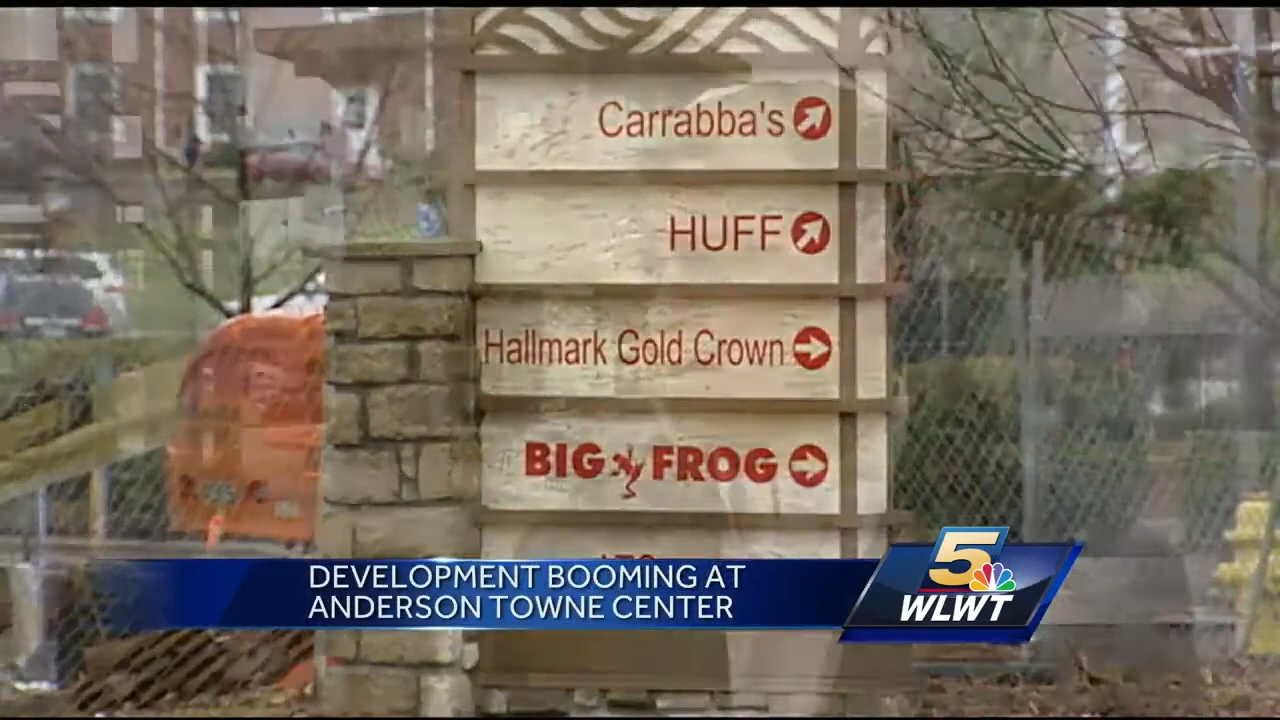 Carrabba's
HUFF
Hallmark Gold Crown
BIG FROG
DEVELOPMENT BOOMING AT
ANDERSON TOWNE CENTER
5
WLWT